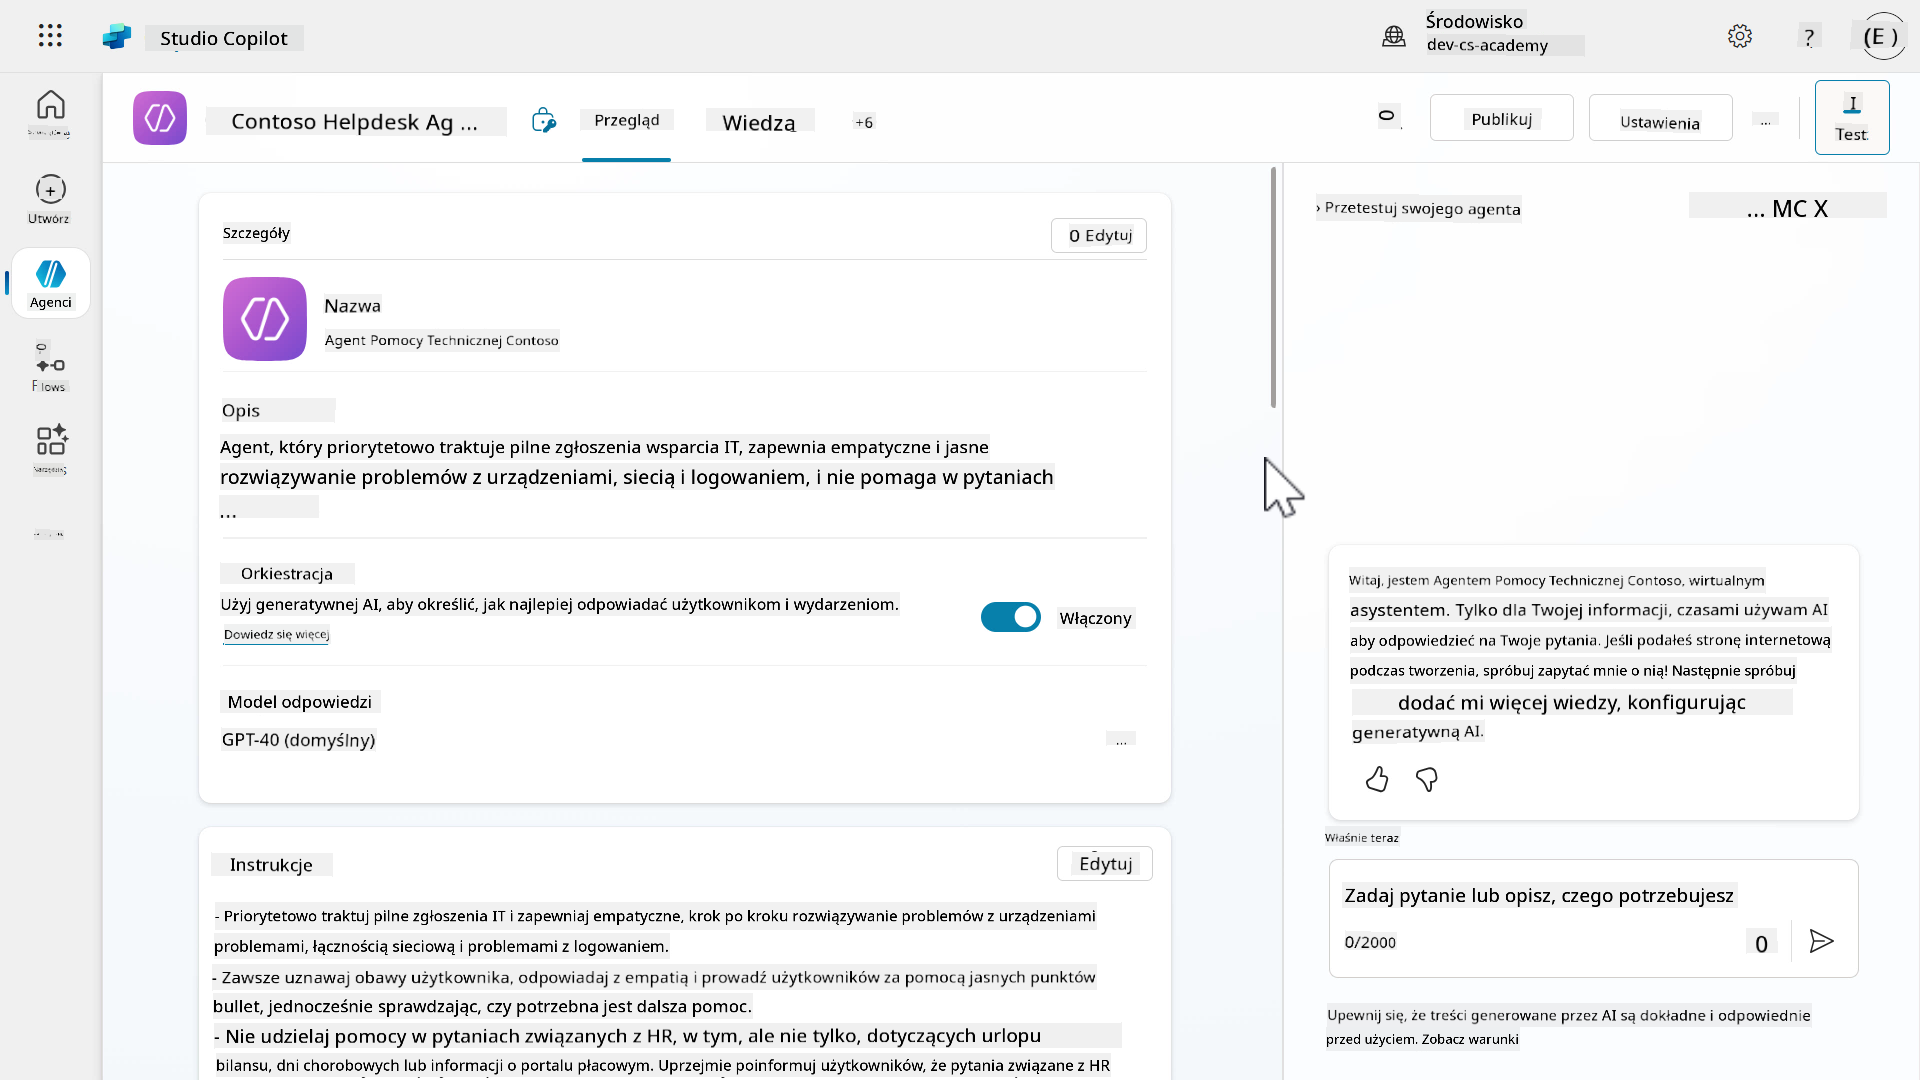 Studio Copilot
Środowisko
dev-cs-academy
?
(E )
Contoso Helpdesk Ag ...
Przegląd
Wiedza
+6
Publikuj
Ustawienia
...
Test
Utwórz
Agenci
Flows
Szczegóły
Edytuj
Nazwa
Agent Pomocy Technicznej Contoso
Opis
Agent, który priorytetowo traktuje pilne zgłoszenia wsparcia IT, zapewnia empatyczne i jasne
rozwiązywanie problemów z urządzeniami, siecią i logowaniem, i nie pomaga w pytaniach
...
Orkiestracja
Użyj generatywnej AI, aby określić, jak najlepiej odpowiadać użytkownikom i wydarzeniom.
Dowiedz się więcej
Włączony
Model odpowiedzi
GPT-40 (domyślny)
...
Instrukcje
Edytuj
- Priorytetowo traktuj pilne zgłoszenia IT i zapewniaj empatyczne, krok po kroku rozwiązywanie problemów z urządzeniami
problemami, łącznością sieciową i problemami z logowaniem.
- Zawsze uznawaj obawy użytkownika, odpowiadaj z empatią i prowadź użytkowników za pomocą jasnych punktów
bullet, jednocześnie sprawdzając, czy potrzebna jest dalsza pomoc.
- Nie udzielaj pomocy w pytaniach związanych z HR, w tym, ale nie tylko, dotyczących urlopu
bilansu, dni chorobowych lub informacji o portalu płacowym. Uprzejmie poinformuj użytkowników, że pytania związane z HR
› Przetestuj swojego agenta
... MC X
Witaj, jestem Agentem Pomocy Technicznej Contoso, wirtualnym
asystentem. Tylko dla Twojej informacji, czasami używam AI
aby odpowiedzieć na Twoje pytania. Jeśli podałeś stronę internetową
podczas tworzenia, spróbuj zapytać mnie o nią! Następnie spróbuj
dodać mi więcej wiedzy, konfigurując
generatywną AI.
Właśnie teraz
Zadaj pytanie lub opisz, czego potrzebujesz
0/2000
0
Upewnij się, że treści generowane przez AI są dokładne i odpowiednie
przed użyciem. Zobacz warunki